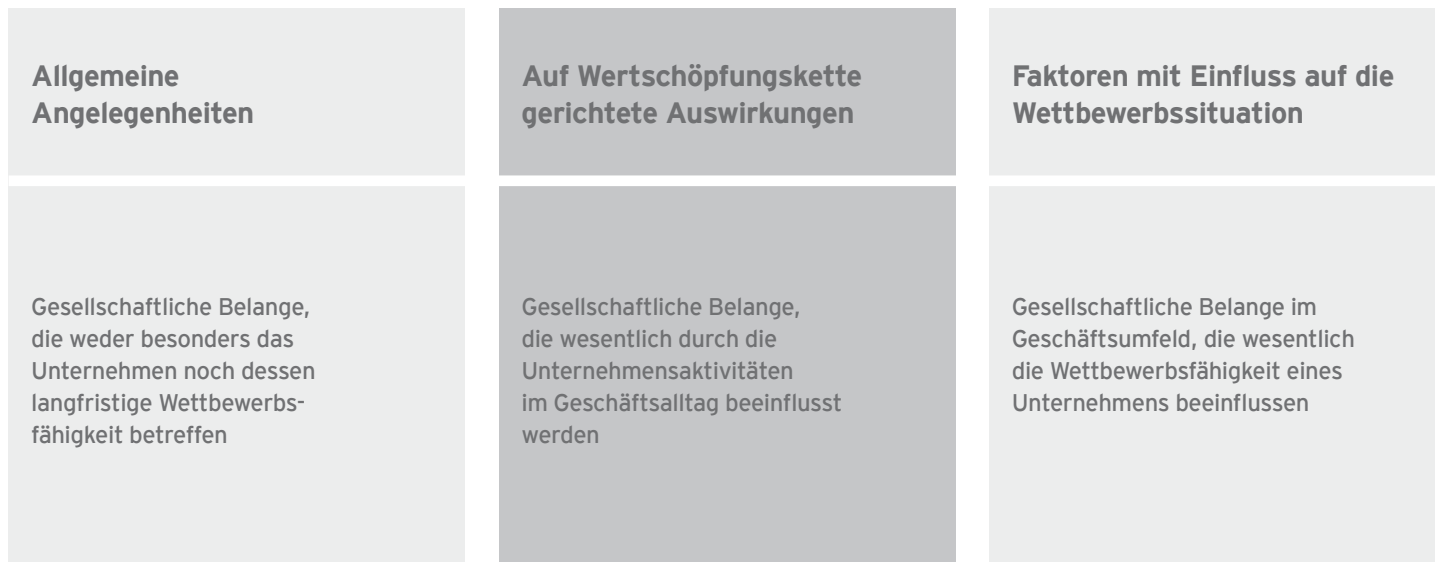 Allgemeine
Angelegenheiten
Auf Wertschöpfungskette
gerichtete Auswirkungen
Faktoren mit Einfluss auf die
Wettbewerbssituation
Gesellschaftliche Belange,
die weder besonders das
Unternehmen noch dessen
langfristige Wettbewerbs-
fähigkeit betreffen
Gesellschaftliche Belange,
die wesentlich durch die
Unternehmensaktivitäten
im Geschäftsalltag beeinflusst
werden
Gesellschaftliche Belange im
Geschäftsumfeld, die wesentlich
die Wettbewerbsfähigkeit eines
Unternehmens beeinflussen